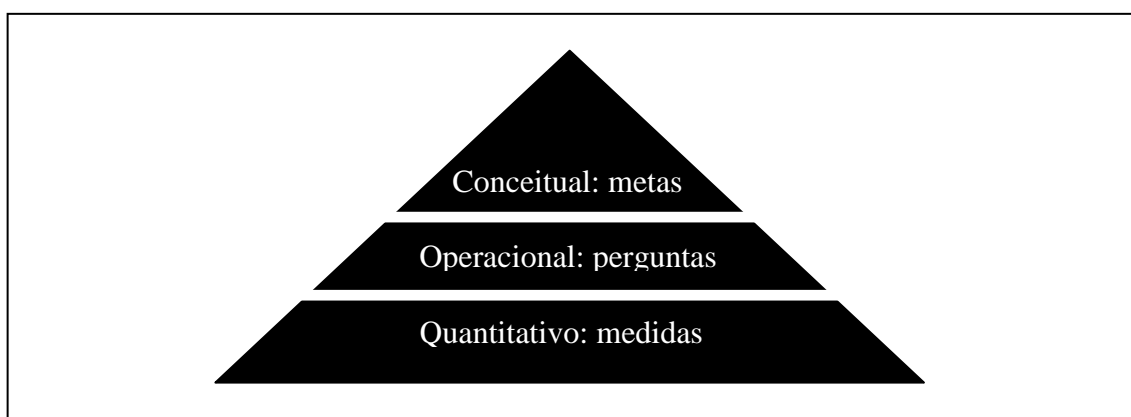 Conceitual: metas
Operacional: perguntas
Quantitativo: medidas